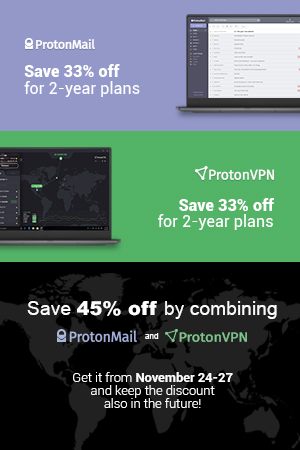 ProtonMail
Save 33% off
for 2-year plans
ProtonVPN
Save 33% off
for 2-year plans
Save 45% off by combining
ProtonMail and ProtonVPN
Get it from November 24-27
and keep the discount
also in the future!